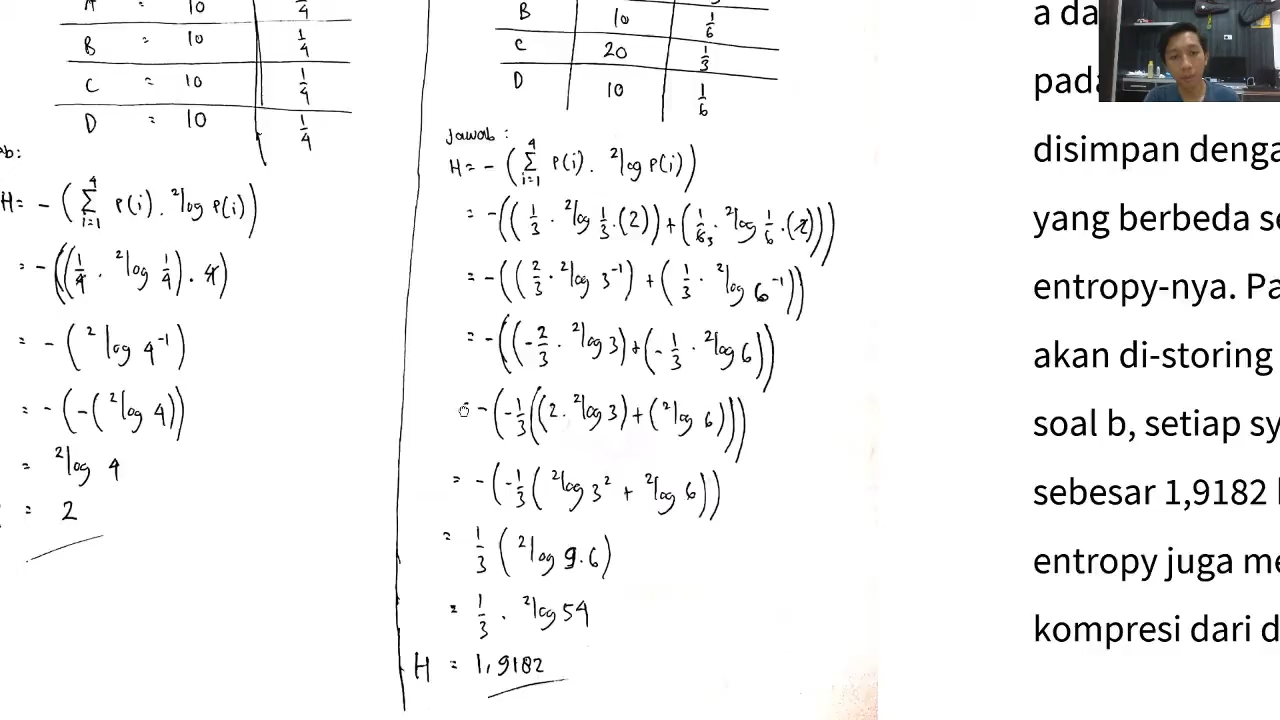 A = 10 1/4
B = 10 1/4
C = 10 1/4
D = 10 1/4
H = - (Σ i=1 4 P(i) . ²log P(i))
= - ((1/4 . ²log 1/4) . 4)
= - (²log 4⁻¹)
= - (-(²log 4))
= ²log 4
= 2
B 10 1/6
C 20 1/3
D 10 1/6
Jawab :
H = - (Σ i=1 4 P(i) . ²log P(i))
= - ((1/3 . ²log 1/3 . (2)) + (1/6 3 . ²log 1/6 . (2)))
= - ((2/3 . ²log 3⁻¹) + (1/3 . ²log 6⁻¹))
= - ((-2/3 . ²log 3) + (-1/3 . ²log 6))
= - (-1/3 ((2 . ²log 3) + (²log 6)))
= - (-1/3 (²log 3² + ²log 6))
= 1/3 (²log 9.6)
= 1/3 . ²log 54
H = 1,9182
a da
pada
disimpan denga
yang berbeda se
entropy-nya. Pa
akan di-storing
soal b, setiap sy
sebesar 1,9182
entropy juga me
kompresi dari d